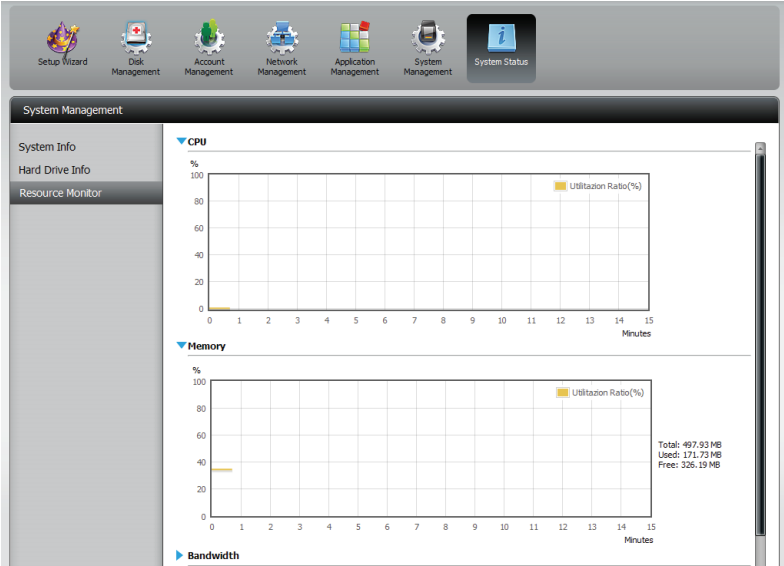 Setup Wizard
Disk Management
Account Management
Network Management
Application Management
System Management
System Status
System Management
System Info
Hard Drive Info
Resource Monitor
CPU
%
100
Utilitazion Ratio(%)
80
60
40
20
0
0 1 2 3 4 5 6 7 8 9 10 11 12 13 14 15
Minutes
Memory
%
100
Utilitazion Ratio(%)
80
60
40
20
0
Total: 497.93 MB
Used: 171.73 MB
Free: 326.19 MB
0 1 2 3 4 5 6 7 8 9 10 11 12 13 14 15
Minutes
Bandwidth